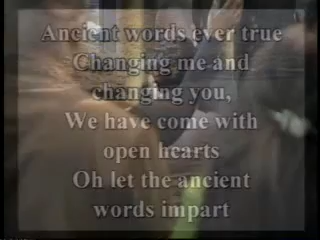 Ancient words ever true
Changing me and
changing you,
We have come with
open hearts
Oh let the ancient
words impart